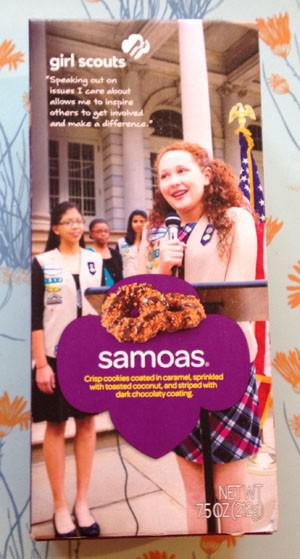 girl scouts
"Speaking out on
issues I care about
allows me to inspire
others to get involved
and make a difference."
samoas®
Crisp cookies coated in caramel, sprinkled
with toasted coconut, and striped with
dark chocolaty coating.
NET WT
7.5 OZ